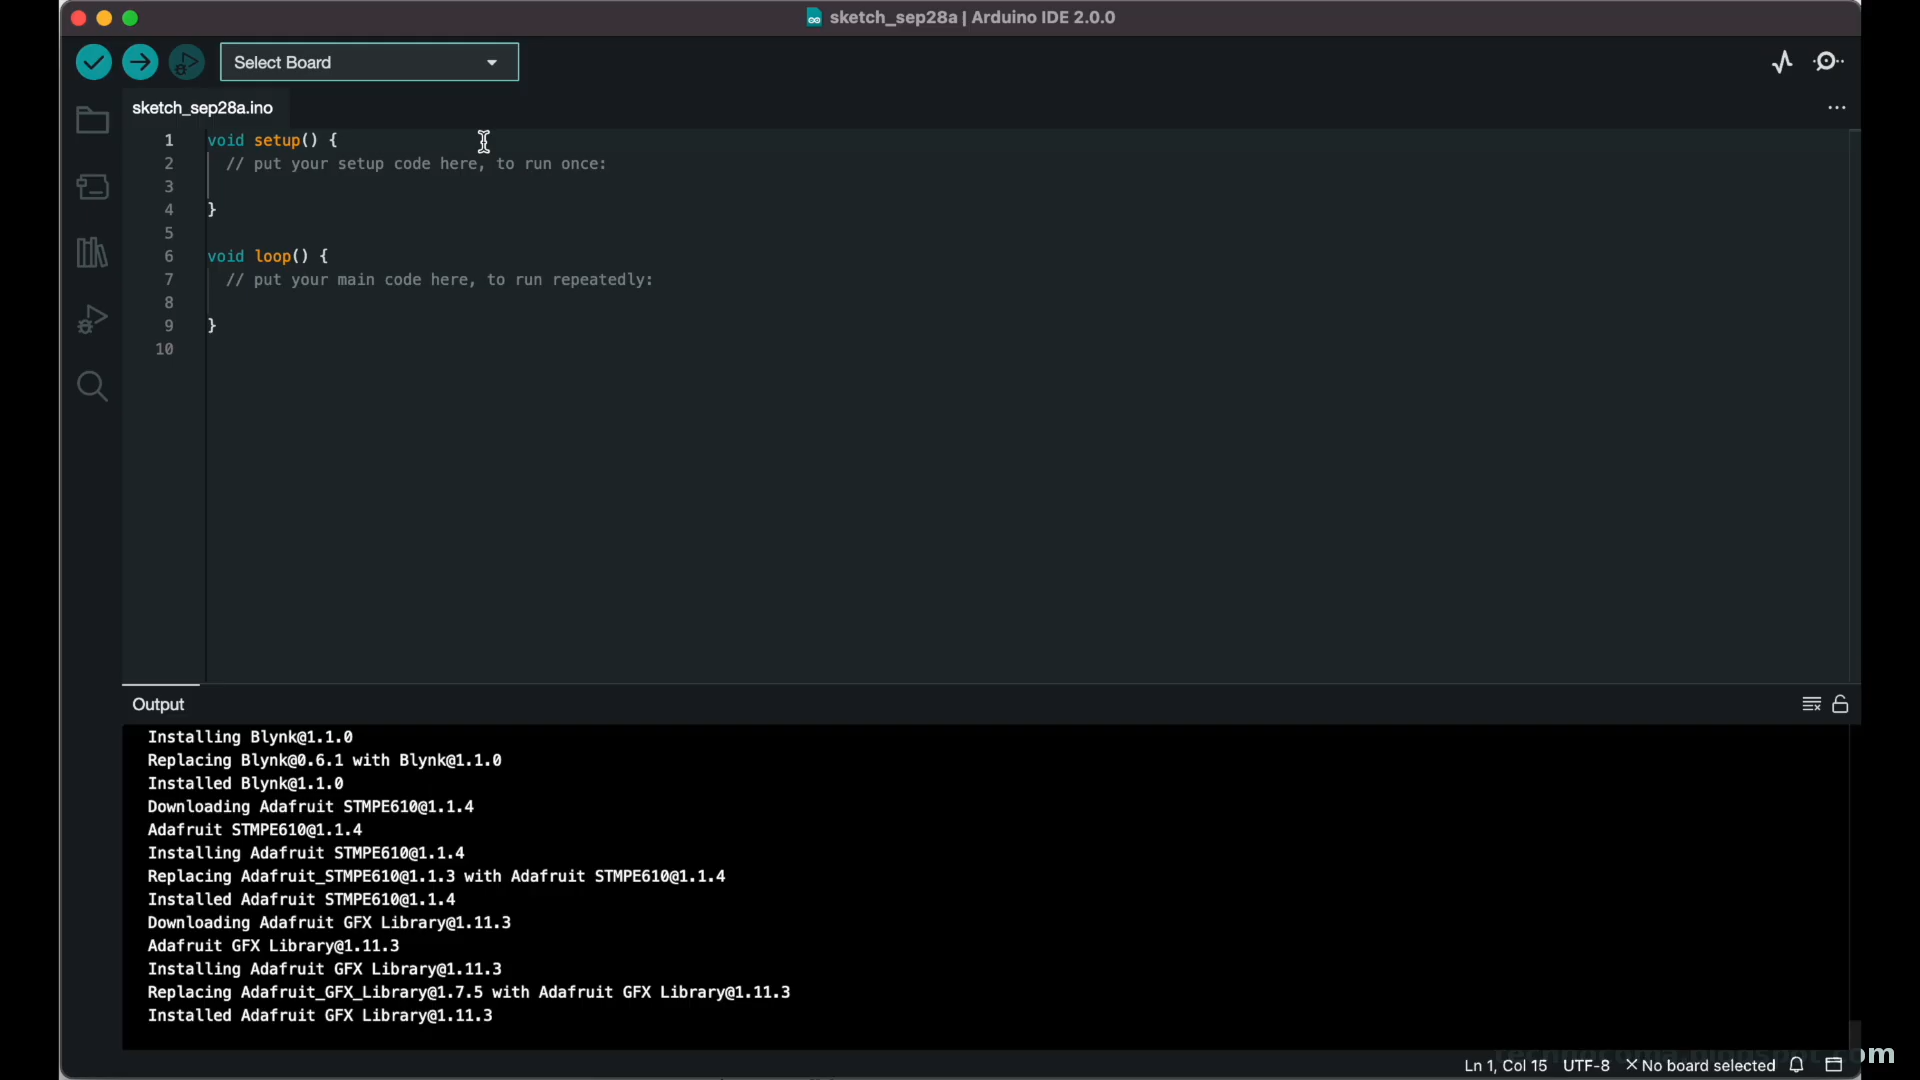 sketch_sep28a | Arduino IDE 2.0.0
Select Board
sketch_sep28a.ino
1 void setup() {
2 // put your setup code here, to run once:
3
4 }
5
6 void loop() {
7 // put your main code here, to run repeatedly:
8
9 }
10
Output
Installing Blynk@1.1.0
Replacing Blynk@0.6.1 with Blynk@1.1.0
Installed Blynk@1.1.0
Downloading Adafruit STMPE610@1.1.4
Adafruit STMPE610@1.1.4
Installing Adafruit STMPE610@1.1.4
Replacing Adafruit_STMPE610@1.1.3 with Adafruit STMPE610@1.1.4
Installed Adafruit STMPE610@1.1.4
Downloading Adafruit GFX Library@1.11.3
Adafruit GFX Library@1.11.3
Installing Adafruit GFX Library@1.11.3
Replacing Adafruit_GFX_Library@1.7.5 with Adafruit GFX Library@1.11.3
Installed Adafruit GFX Library@1.11.3
Ln 1, Col 15 UTF-8 No board selected